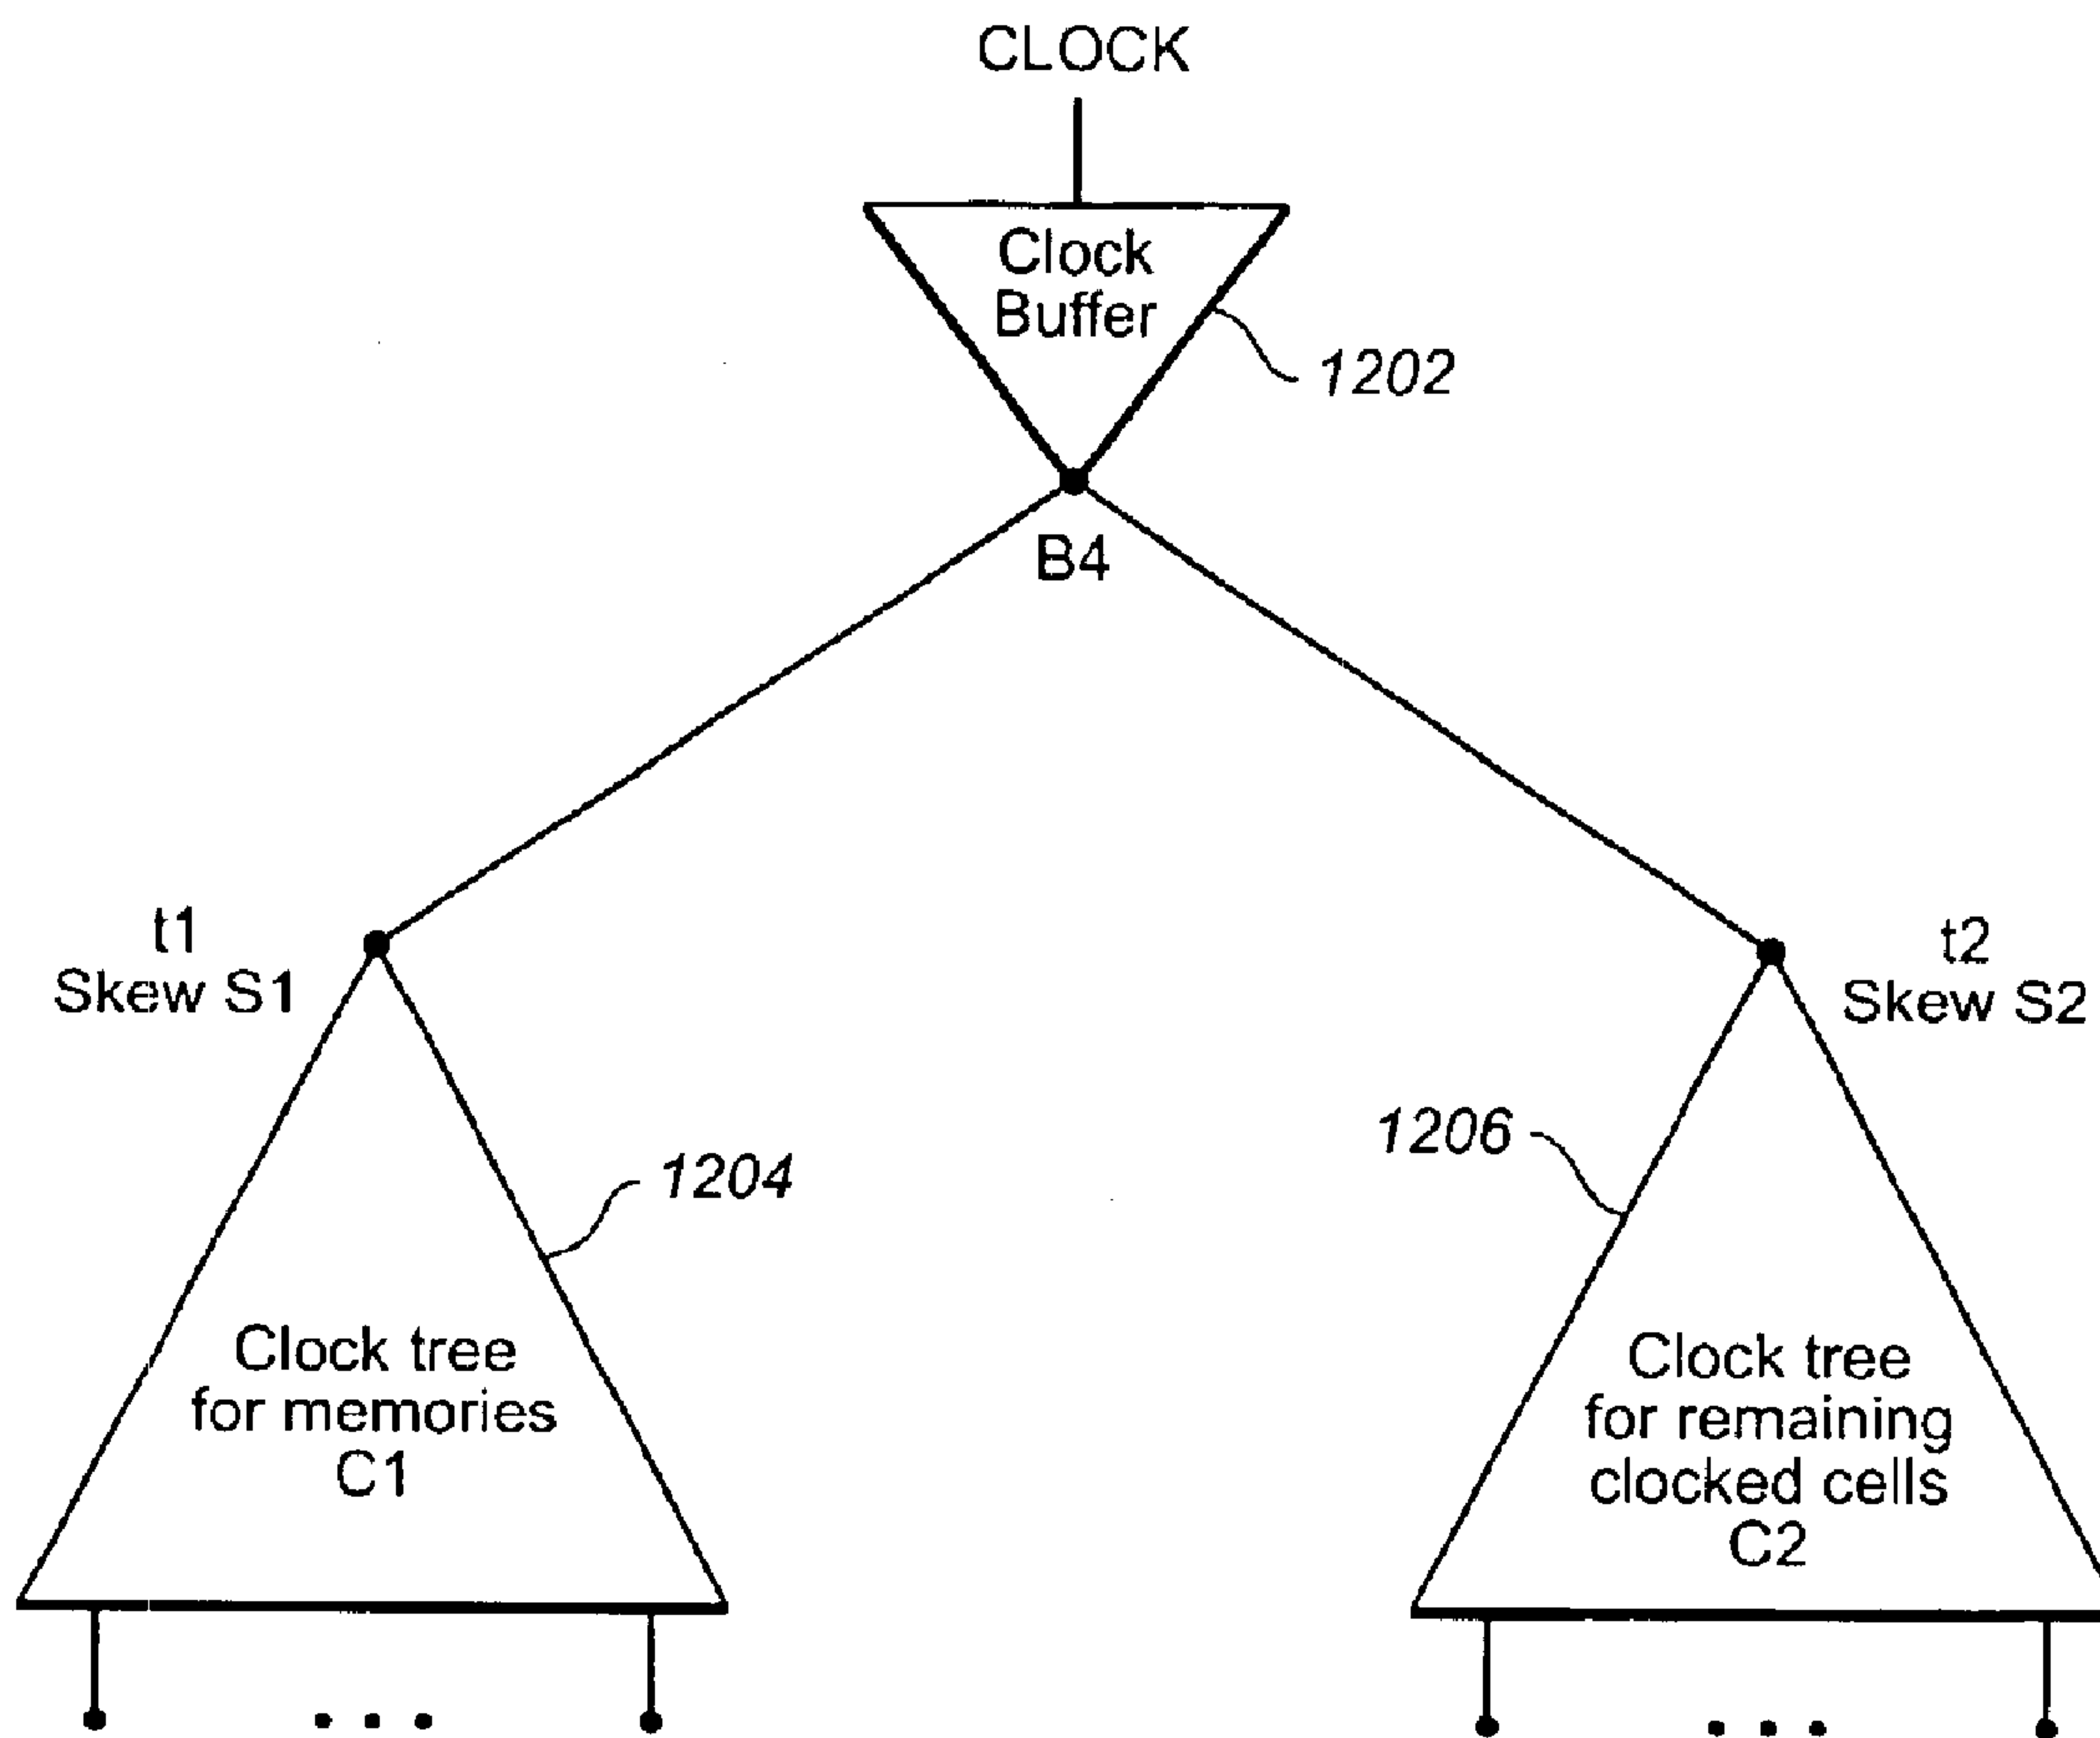 CLOCK
Clock
Buffer
1202
B4
t1
Skew S1
t2
Skew S2
1206
1204
Clock tree
for memories
C1
Clock tree
for remaining
clocked cells
C2